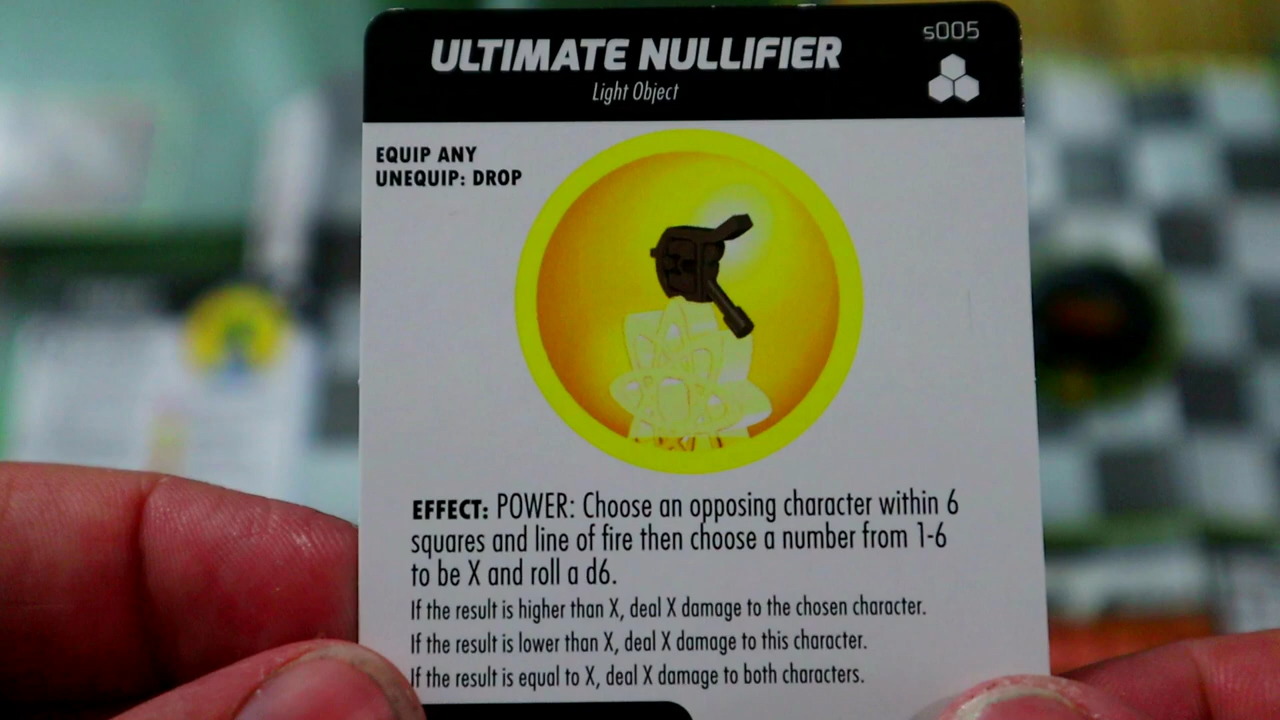 ULTIMATE NULLIFIER
s005
Light Object
EQUIP ANY
UNEQUIP: DROP
EFFECT: POWER: Choose an opposing character within 6
squares and line of fire then choose a number from 1-6
to be X and roll a d6.
If the result is higher than X, deal X damage to the chosen character.
If the result is lower than X, deal X damage to this character.
If the result is equal to X, deal X damage to both characters.